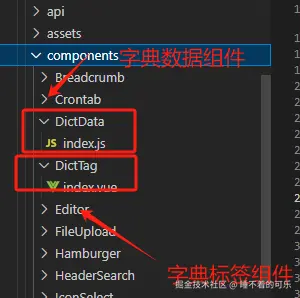 api
assets
components
字典数据组件
Breadcrumb
Crontab
DictData
JS index.js
DictTag
index.vue
Editor
FileUpload
Hamburger
字典标签组件
HeaderSearch
IconSelect
掘金技术社区 @ 睡不着的可乐